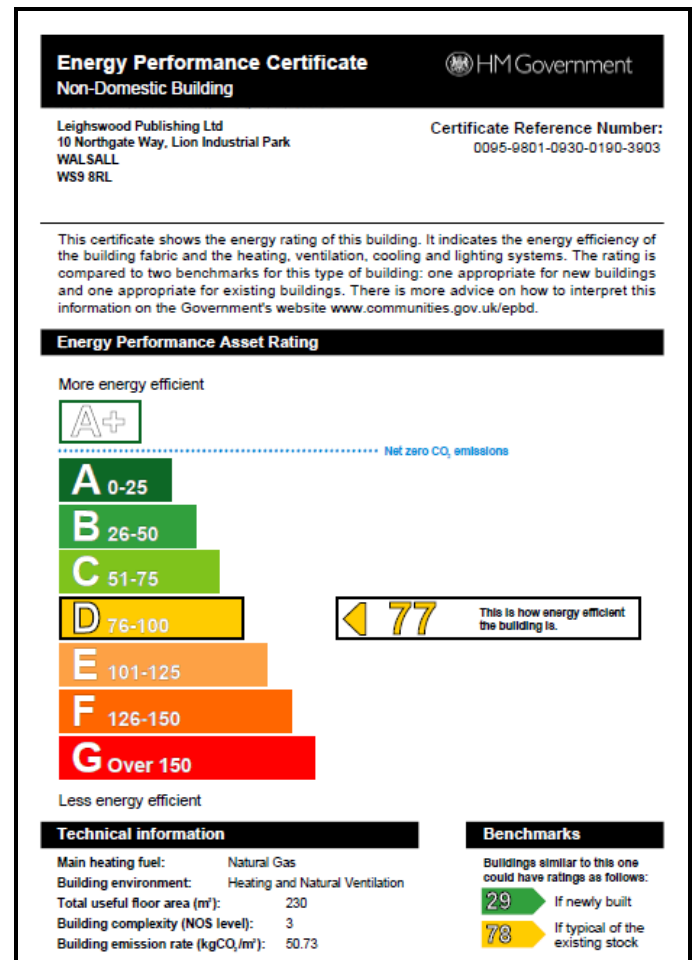 Energy Performance Certificate
HM Government
Non-Domestic Building
Leighswood Publishing Ltd
10 Northgate Way, Lion Industrial Park
WALSALL
WS9 8RL
Certificate Reference Number:
0095-9801-0930-0190-3903
This certificate shows the energy rating of this building. It indicates the energy efficiency of
the building fabric and the heating, ventilation, cooling and lighting systems. The rating is
compared to two benchmarks for this type of building: one appropriate for new buildings
and one appropriate for existing buildings. There is more advice on how to interpret this
information on the Government's website www.communities.gov.uk/epbd.
Energy Performance Asset Rating
More energy efficient
A+
Net zero CO₂ emissions
A 0-25
B 26-50
C 51-75
D 76-100
77
This is how energy efficient
the building is.
E 101-125
F 126-150
G Over 150
Less energy efficient
Technical information
Main heating fuel: Natural Gas
Building environment: Heating and Natural Ventilation
Total useful floor area (m²): 230
Building complexity (NOS level): 3
Building emission rate (kgCO₂/m²): 50.73
Benchmarks
Buildings similar to this one
could have ratings as follows:
29 If newly built
78 If typical of the
existing stock